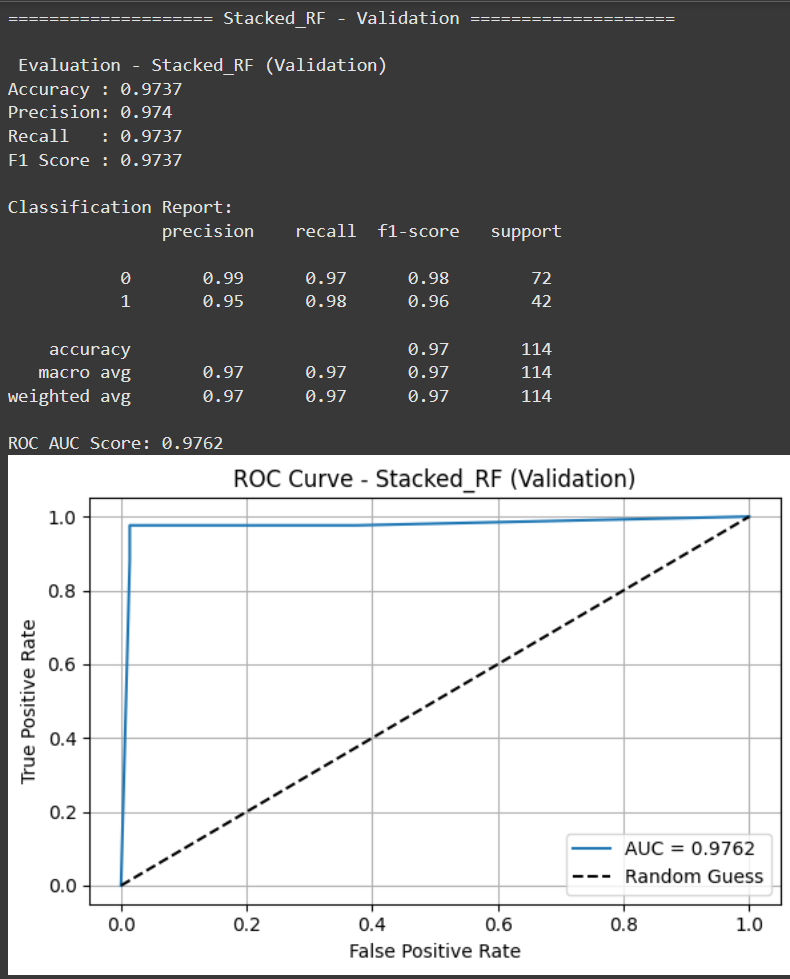 ==================== Stacked_RF - Validation ====================
Evaluation - Stacked_RF (Validation)
Accuracy : 0.9737
Precision: 0.974
Recall   : 0.9737
F1 Score : 0.9737
Classification Report:
precision    recall  f1-score   support
0       0.99      0.97      0.98        72
1       0.95      0.98      0.96        42
accuracy                           0.97       114
macro avg       0.97      0.97      0.97       114
weighted avg       0.97      0.97      0.97       114
ROC AUC Score: 0.9762
ROC Curve - Stacked_RF (Validation)
1.0
0.8
0.6
0.4
0.2
0.0
True Positive Rate
AUC = 0.9762
Random Guess
0.0 0.2 0.4 0.6 0.8 1.0
False Positive Rate